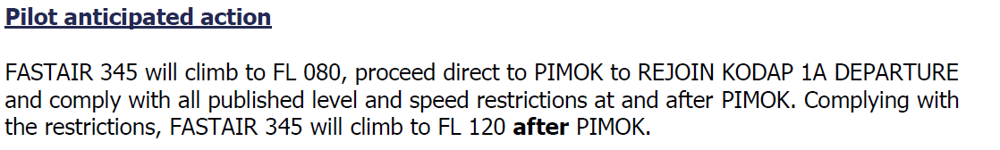 Pilot anticipated action
FASTAIR 345 will climb to FL 080, proceed direct to PIMOK to REJOIN KODAP 1A DEPARTURE
and comply with all published level and speed restrictions at and after PIMOK. Complying with
the restrictions, FASTAIR 345 will climb to FL 120 after PIMOK.